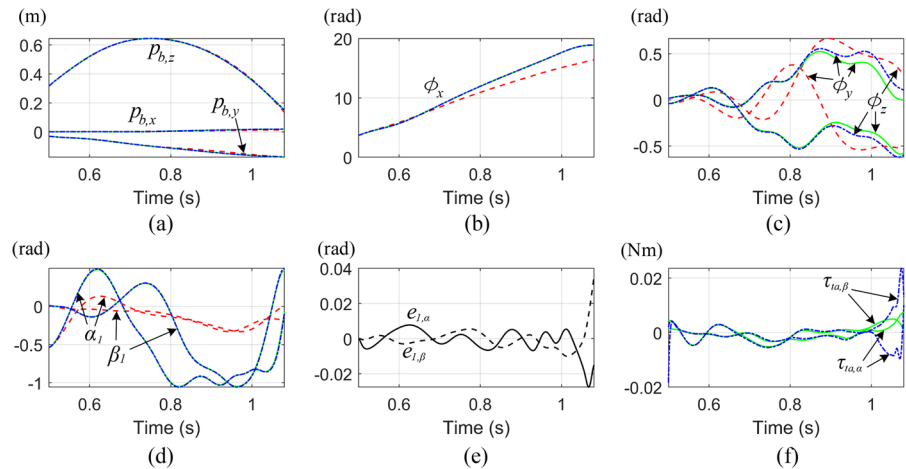 (m)
0.6
0.4
0.2
0
p_{b,z}
p_{b,x}
p_{b,y}
0.6 0.8 1
Time (s)
(a)
(rad)
20
10
0
ϕ_x
0.6 0.8 1
Time (s)
(b)
(rad)
0.5
0
-0.5
ϕ_y
ϕ_z
0.6 0.8 1
Time (s)
(c)
(rad)
0
-0.5
-1
α_1
β_1
0.6 0.8 1
Time (s)
(d)
(rad)
0.04
0.02
0
-0.02
e_{1,α}
e_{1,β}
0.6 0.8 1
Time (s)
(e)
(Nm)
0.02
0
-0.02
τ_{ta,β}
τ_{ta,α}
0.6 0.8 1
Time (s)
(f)